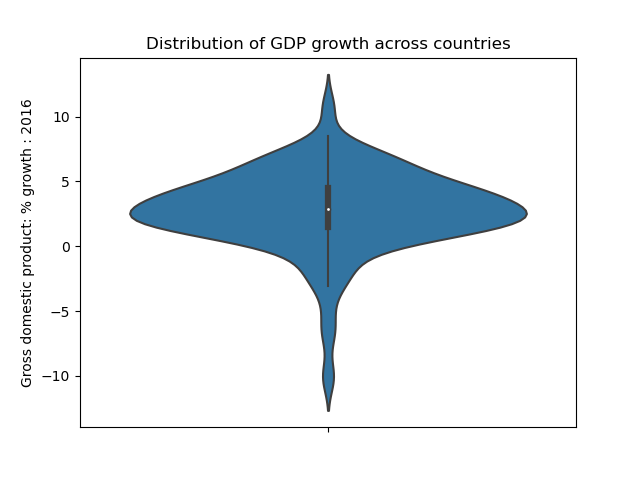 Distribution of GDP growth across countries
Gross domestic product: % growth : 2016
10
5
0
−5
−10